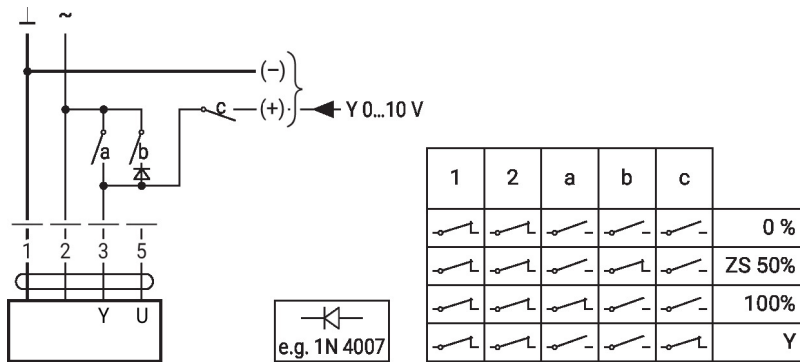 ⊥ ~
(–)
c (+) Y 0...10 V
a b
1 2 3 5
Y U
e.g. 1N 4007
1 2 a b c
0 %
ZS 50%
100%
Y